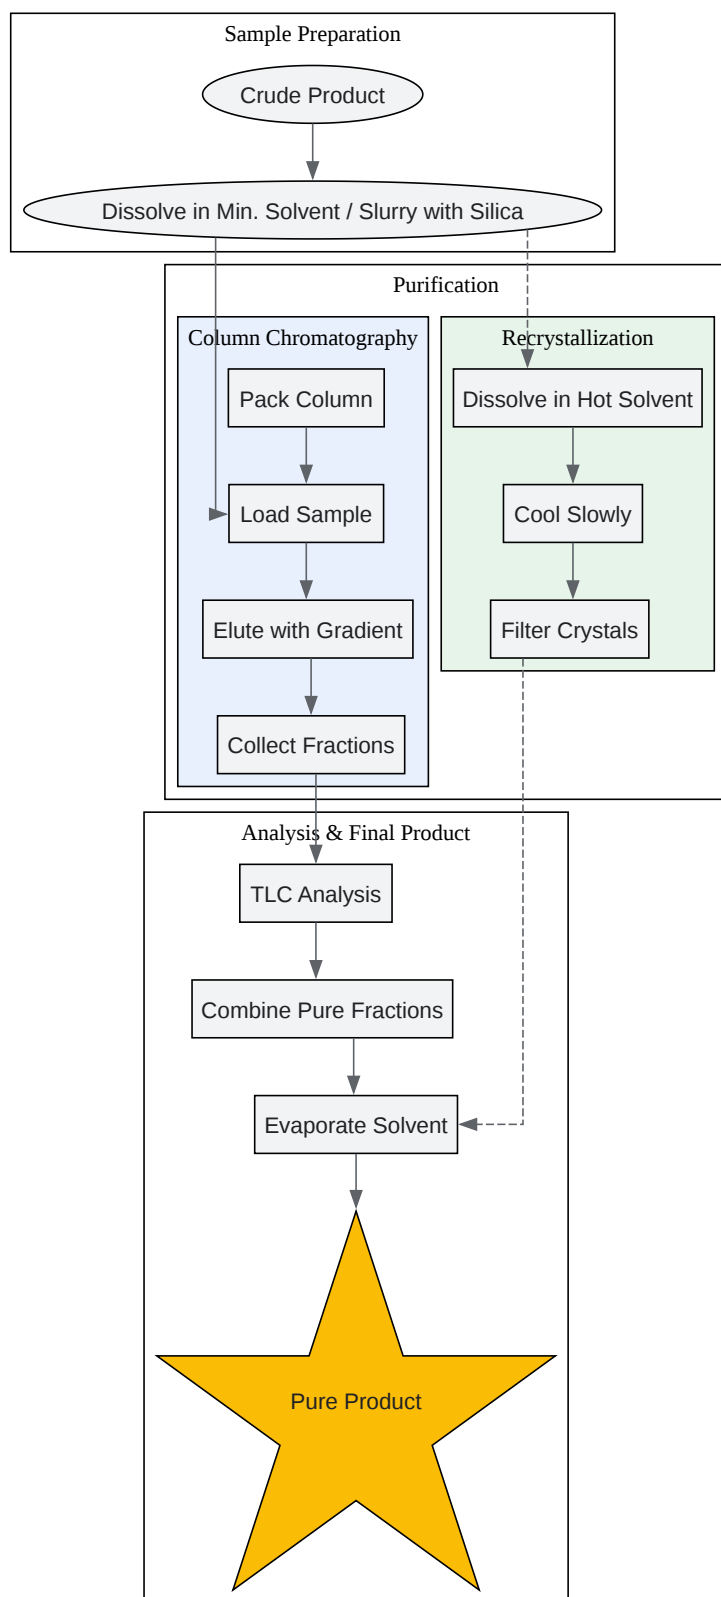 Sample Preparation
Crude Product
Dissolve in Min. Solvent / Slurry with Silica
Purification
Column Chromatography
Pack Column
Load Sample
Elute with Gradient
Collect Fractions
Recrystallization
Dissolve in Hot Solvent
Cool Slowly
Filter Crystals
Analysis & Final Product
TLC Analysis
Combine Pure Fractions
Evaporate Solvent
Pure Product